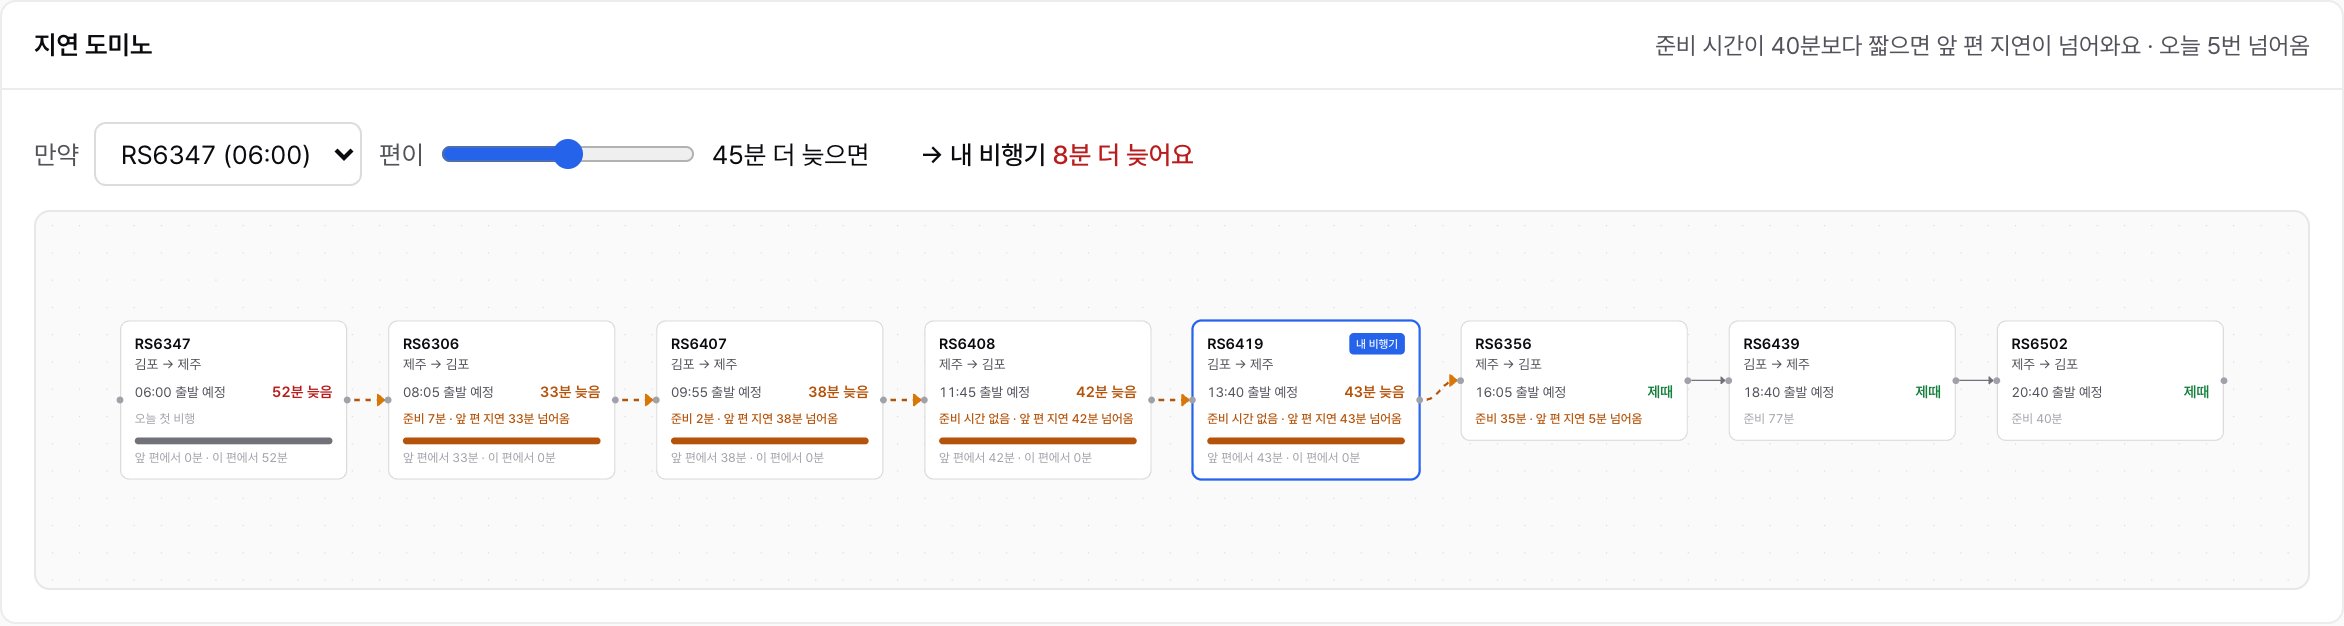 지연 도미노
준비 시간이 40분보다 짧으면 앞 편 지연이 넘어와요 · 오늘 5번 넘어옴
만약 RS6347 (06:00) 편이 45분 더 늦으면 → 내 비행기 8분 더 늦어요
RS6347
김포 → 제주
06:00 출발 예정 52분 늦음
오늘 첫 비행
앞 편에서 0분 · 이 편에서 52분
RS6306
제주 → 김포
08:05 출발 예정 33분 늦음
준비 7분 · 앞 편 지연 33분 넘어옴
앞 편에서 33분 · 이 편에서 0분
RS6407
김포 → 제주
09:55 출발 예정 38분 늦음
준비 2분 · 앞 편 지연 38분 넘어옴
앞 편에서 38분 · 이 편에서 0분
RS6408
제주 → 김포
11:45 출발 예정 42분 늦음
준비 시간 없음 · 앞 편 지연 42분 넘어옴
앞 편에서 42분 · 이 편에서 0분
RS6419 내 비행기
김포 → 제주
13:40 출발 예정 43분 늦음
준비 시간 없음 · 앞 편 지연 43분 넘어옴
앞 편에서 43분 · 이 편에서 0분
RS6356
제주 → 김포
16:05 출발 예정 제때
준비 35분 · 앞 편 지연 5분 넘어옴
RS6439
김포 → 제주
18:40 출발 예정 제때
준비 77분
RS6502
제주 → 김포
20:40 출발 예정 제때
준비 40분